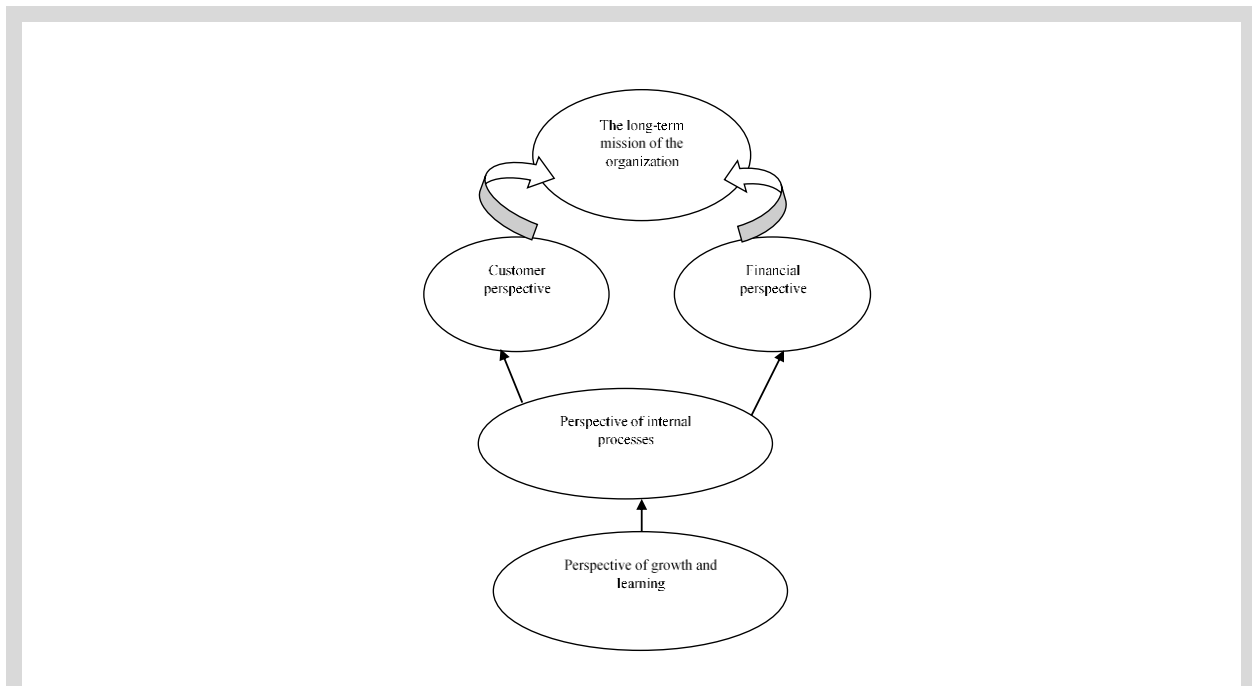 The long-term
mission of the
organization
Customer
perspective
Financial
perspective
Perspective of internal
processes
Perspective of growth and
learning